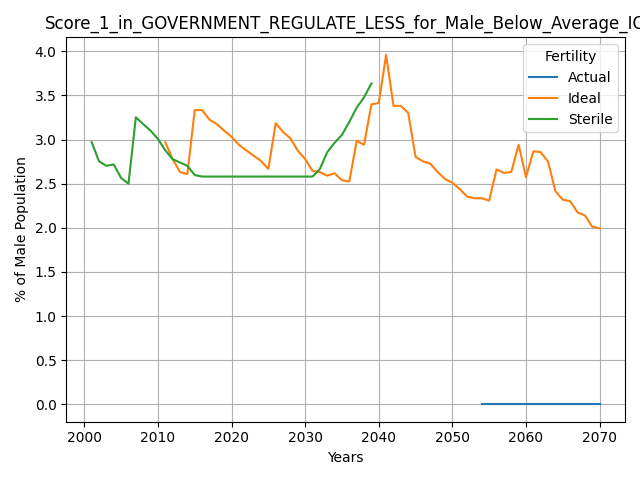 Score_1_in_GOVERNMENT_REGULATE_LESS_for_Male_Below_Average_IQ
Fertility
Actual
Ideal
Sterile
% of Male Population
4.0
3.5
3.0
2.5
2.0
1.5
1.0
0.5
0.0
2000 2010 2020 2030 2040 2050 2060 2070
Years